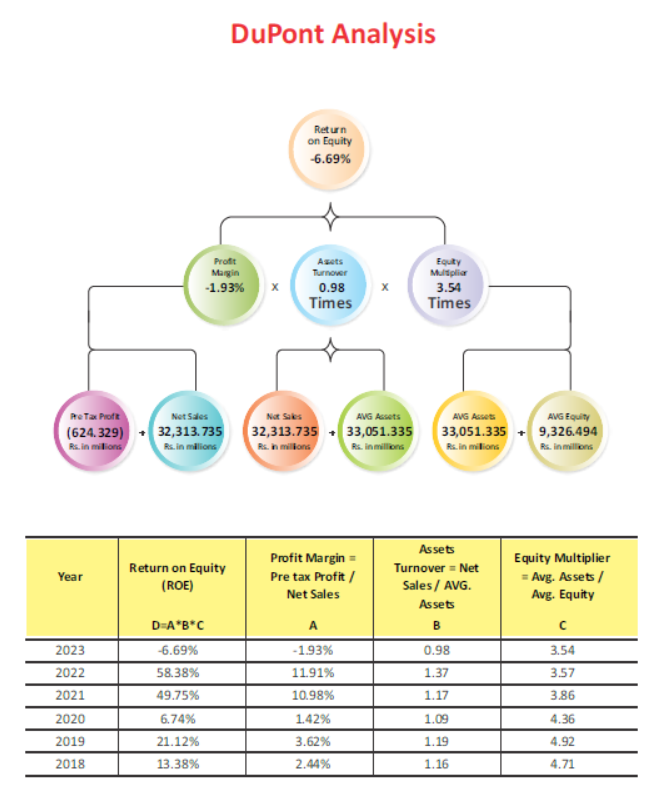 DuPont Analysis
Return
on Equity
-6.69%
Profit
Margin
-1.93%
x
Assets
Turnover
0.98
Times
x
Equity
Multiplier
3.54
Times
Pre Tax Profit
(624.329)
Rs. in millions
÷
Net Sales
32,313.735
Rs. in millions
Net Sales
32,313.735
Rs. in millions
÷
AVG Assets
33,051.335
Rs. in millions
AVG Assets
33,051.335
Rs. in millions
÷
AVG Equity
9,326.494
Rs. in millions
Year
Return on Equity
(ROE)
D=A*B*C
Profit Margin =
Pre tax Profit /
Net Sales
A
Assets
Turnover = Net
Sales / AVG.
Assets
B
Equity Multiplier
= Avg. Assets /
Avg. Equity
C
2023 -6.69% -1.93% 0.98 3.54
2022 58.38% 11.91% 1.37 3.57
2021 49.75% 10.98% 1.17 3.86
2020 6.74% 1.42% 1.09 4.36
2019 21.12% 3.62% 1.19 4.92
2018 13.38% 2.44% 1.16 4.71